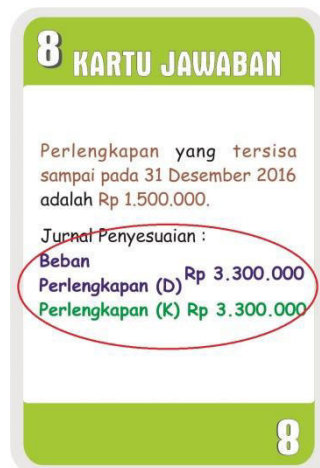 8 KARTU JAWABAN
Perlengkapan yang tersisa
sampai pada 31 Desember 2016
adalah Rp 1.500.000.
Jurnal Penyesuaian :
Beban
Perlengkapan (D) Rp 3.300.000
Perlengkapan (K) Rp 3.300.000
8